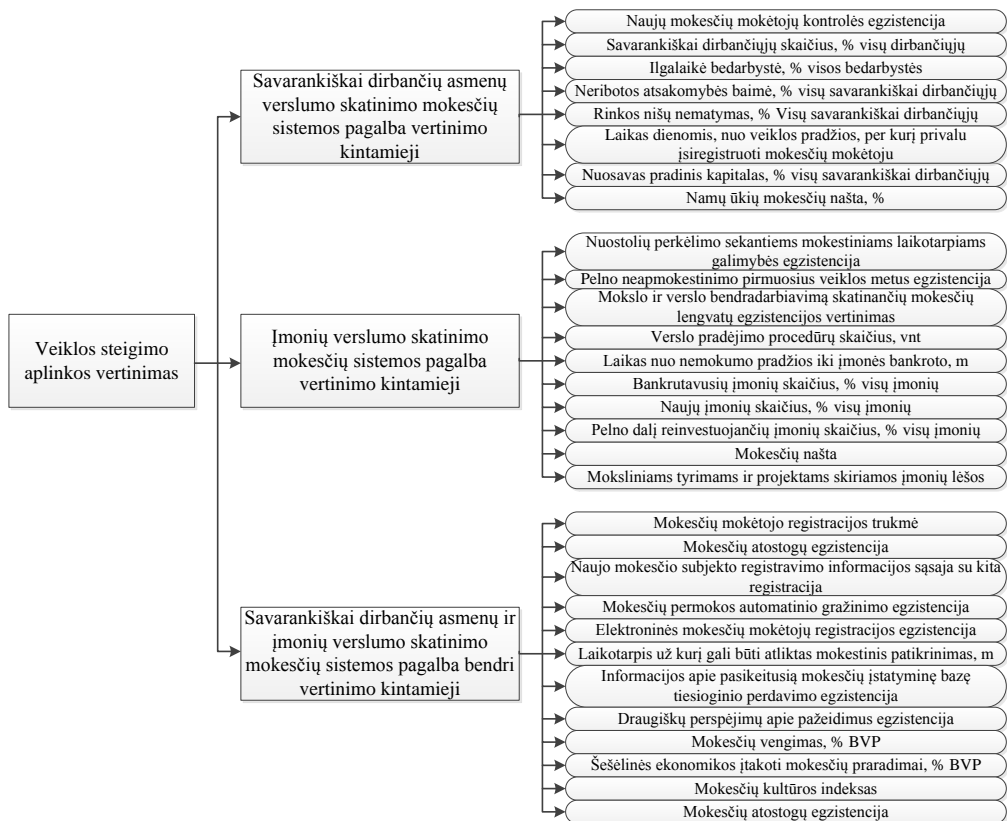 Veiklos steigimo
aplinkos vertinimas
Savarankiškai dirbančių asmenų
verslumo skatinimo mokesčių
sistemos pagalba vertinimo
kintamieji
Naujų mokesčių mokėtojų kontrolės egzistencija
Savarankiškai dirbančiųjų skaičius, % visų dirbančiųjų
Ilgalaikė bedarbystė, % visos bedarbystės
Neribotos atsakomybės baimė, % visų savarankiškai dirbančiųjų
Rinkos nišų nematymas, % Visų savarankiškai dirbančiųjų
Laikas dienomis, nuo veiklos pradžios, per kurį privalu
įsiregistruoti mokesčių mokėtoju
Nuosavas pradinis kapitalas, % visų savarankiškai dirbančiųjų
Namų ūkių mokesčių našta, %
Įmonių verslumo skatinimo
mokesčių sistemos pagalba
vertinimo kintamieji
Nuostolių perkėlimo sekantiems mokestiniams laikotarpiams
galimybės egzistencija
Pelno neapmokestinimo pirmuosius veiklos metus egzistencija
Mokslo ir verslo bendradarbiavimą skatinančių mokesčių
lengvatų egzistencijos vertinimas
Verslo pradėjimo procedūrų skaičius, vnt
Laikas nuo nemokumo pradžios iki įmonės bankroto, m
Bankrutavusių įmonių skaičius, % visų įmonių
Naujų įmonių skaičius, % visų įmonių
Pelno dalį reinvestuojančių įmonių skaičius, % visų įmonių
Mokesčių našta
Moksliniams tyrimams ir projektams skiriamos įmonių lėšos
Savarankiškai dirbančių asmenų ir
įmonių verslumo skatinimo
mokesčių sistemos pagalba bendri
vertinimo kintamieji
Mokesčių mokėtojo registracijos trukmė
Mokesčių atostogų egzistencija
Naujo mokesčio subjekto registravimo informacijos sąsaja su kita
registracija
Mokesčių permokos automatinio gražinimo egzistencija
Elektroninės mokesčių mokėtojų registracijos egzistencija
Laikotarpis už kurį gali būti atliktas mokestinis patikrinimas, m
Informacijos apie pasikeitusią mokesčių įstatyminę bazę
tiesioginio perdavimo egzistencija
Draugiškų perspėjimų apie pažeidimus egzistencija
Mokesčių vengimas, % BVP
Šešėlinės ekonomikos įtakoti mokesčių praradimai, % BVP
Mokesčių kultūros indeksas
Mokesčių atostogų egzistencija